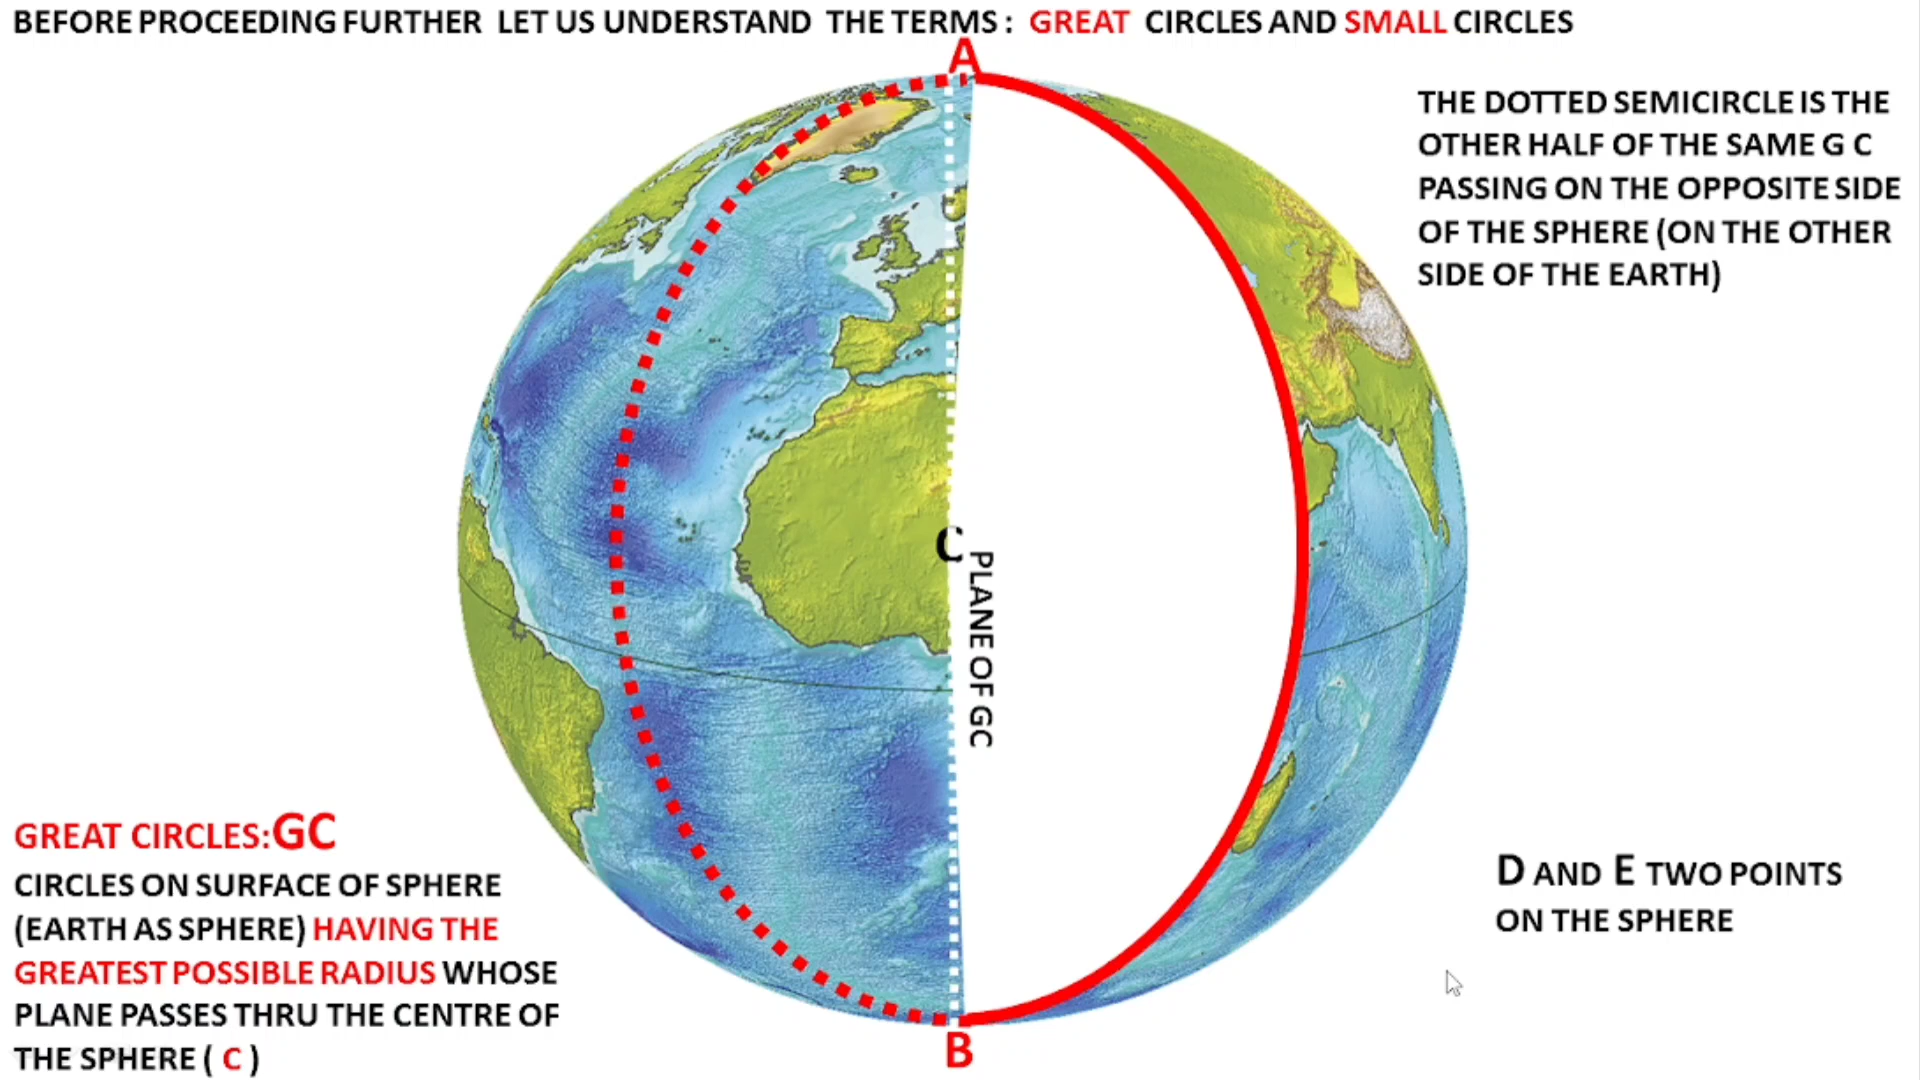 BEFORE PROCEEDING FURTHER LET US UNDERSTAND THE TERMS : GREAT CIRCLES AND SMALL CIRCLES
A
THE DOTTED SEMICIRCLE IS THE
OTHER HALF OF THE SAME G C
PASSING ON THE OPPOSITE SIDE
OF THE SPHERE (ON THE OTHER
SIDE OF THE EARTH)
C
PLANE OF GC
GREAT CIRCLES:GC
CIRCLES ON SURFACE OF SPHERE
(EARTH AS SPHERE) HAVING THE
GREATEST POSSIBLE RADIUS WHOSE
PLANE PASSES THRU THE CENTRE OF
THE SPHERE ( C )
D AND E TWO POINTS
ON THE SPHERE
B